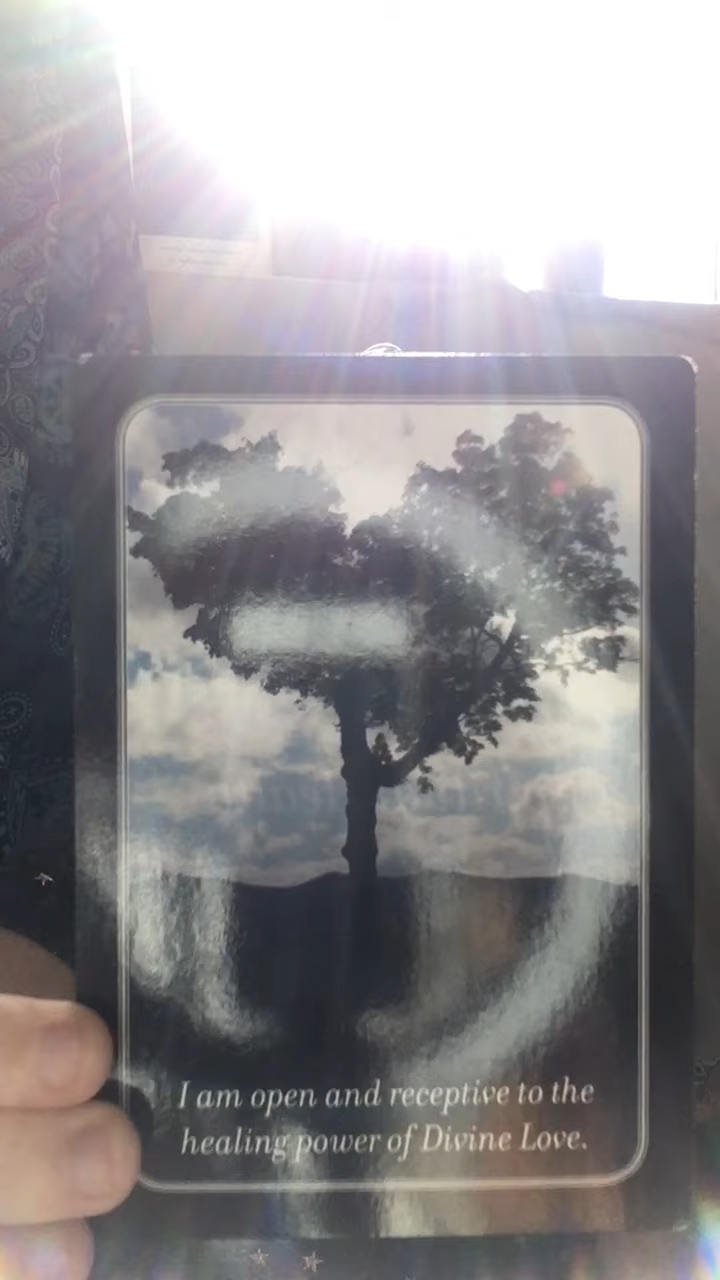 I am open and receptive to the
healing power of Divine Love.